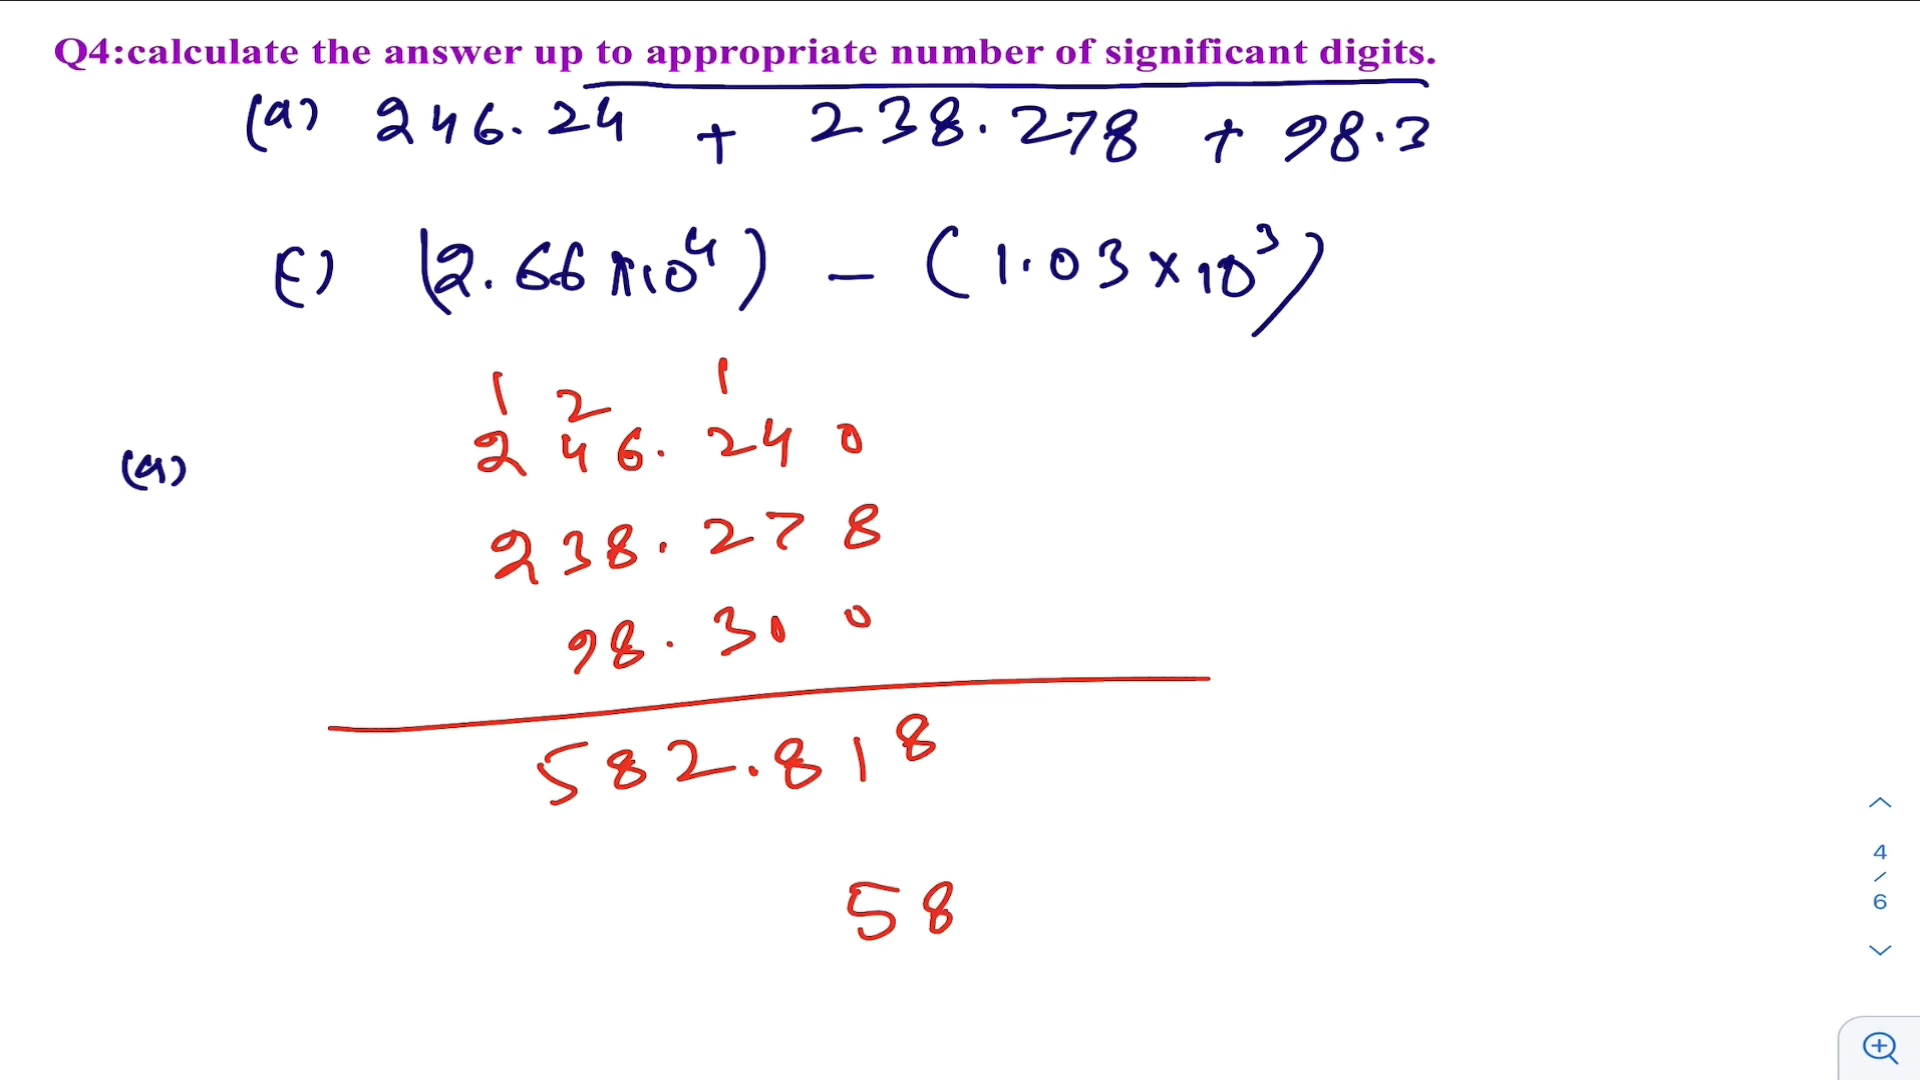 Q4:calculate the answer up to appropriate number of significant digits.
(a) 246.24 + 238.278 + 98.3
(2.66 x 10⁴) - (1.03 x 10³)
1 2 1
(a) 246.240
238.278
98.300
582.818
58
4
/
6